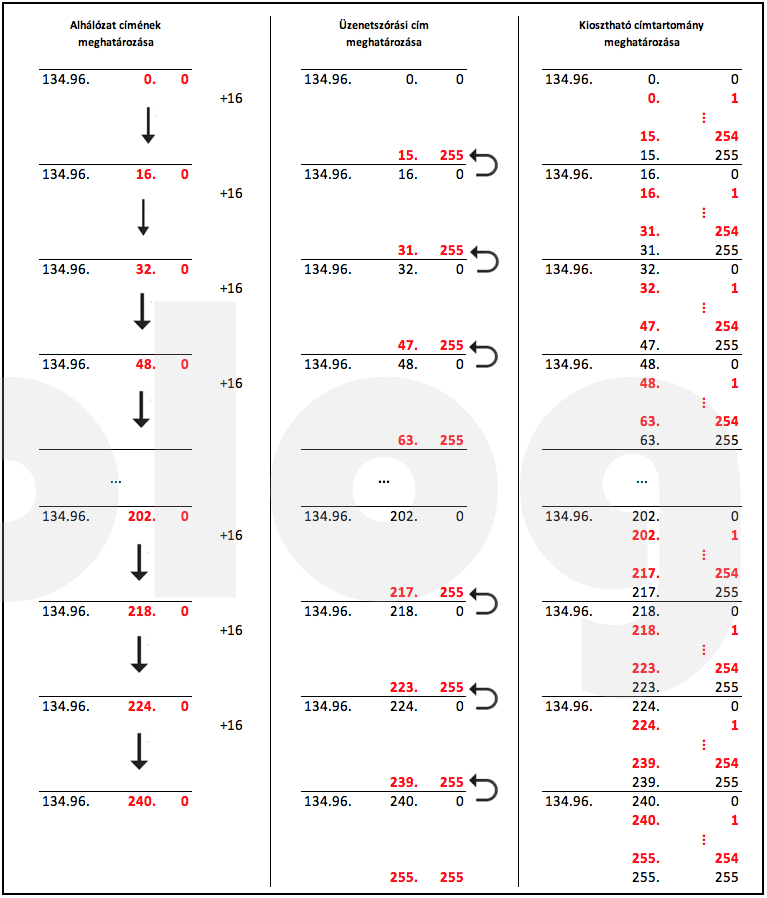 Alhálózat címének
meghatározása
134.96. 0. 0
+16
134.96. 16. 0
+16
134.96. 32. 0
+16
134.96. 48. 0
+16
...
134.96. 202. 0
+16
134.96. 218. 0
+16
134.96. 224. 0
+16
134.96. 240. 0
Üzenetszórási cím
meghatározása
134.96. 0. 0
15. 255
134.96. 16. 0
31. 255
134.96. 32. 0
47. 255
134.96. 48. 0
63. 255
...
134.96. 202. 0
217. 255
134.96. 218. 0
223. 255
134.96. 224. 0
239. 255
134.96. 240. 0
255. 255
Kiosztható címtartomány
meghatározása
134.96. 0. 0
0. 1
⋮
15. 254
15. 255
134.96. 16. 0
16. 1
⋮
31. 254
31. 255
134.96. 32. 0
32. 1
⋮
47. 254
47. 255
134.96. 48. 0
48. 1
⋮
63. 254
63. 255
...
134.96. 202. 0
202. 1
⋮
217. 254
217. 255
134.96. 218. 0
218. 1
⋮
223. 254
223. 255
134.96. 224. 0
224. 1
⋮
239. 254
239. 255
134.96. 240. 0
240. 1
⋮
255. 254
255. 255